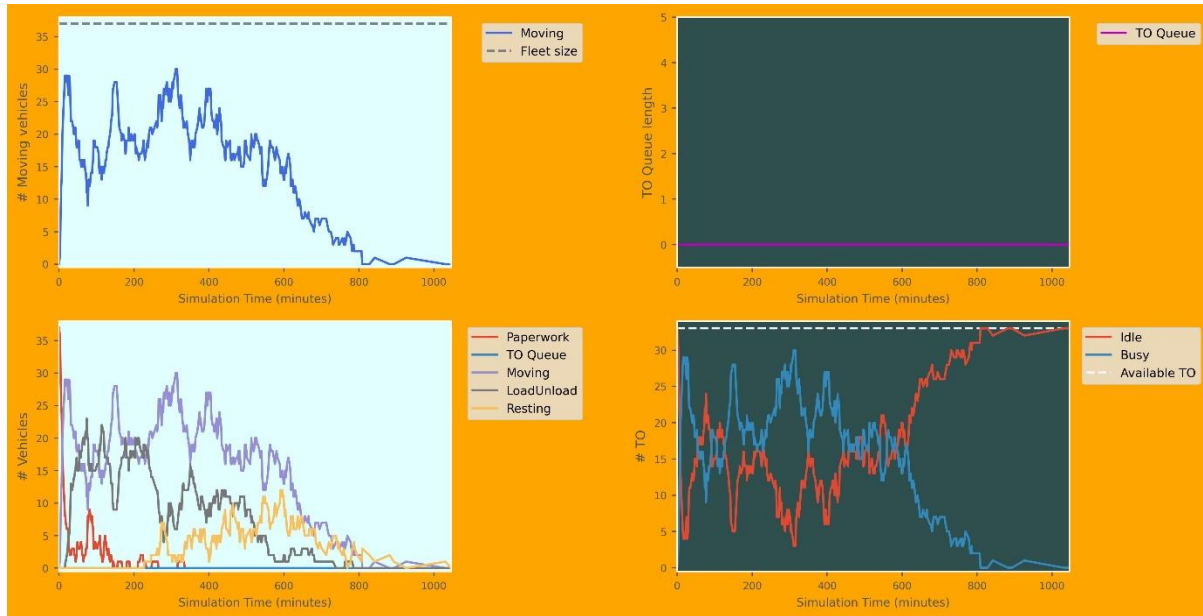 # Moving vehicles
35
30
25
20
15
10
5
0
0 200 400 600 800 1000
Simulation Time (minutes)
Moving
Fleet size
TO Queue length
5
4
3
2
1
0
0 200 400 600 800 1000
Simulation Time (minutes)
TO Queue
# Vehicles
35
30
25
20
15
10
5
0
0 200 400 600 800 1000
Simulation Time (minutes)
Paperwork
TO Queue
Moving
LoadUnload
Resting
# TO
30
25
20
15
10
5
0
0 200 400 600 800 1000
Simulation Time (minutes)
Idle
Busy
Available TO